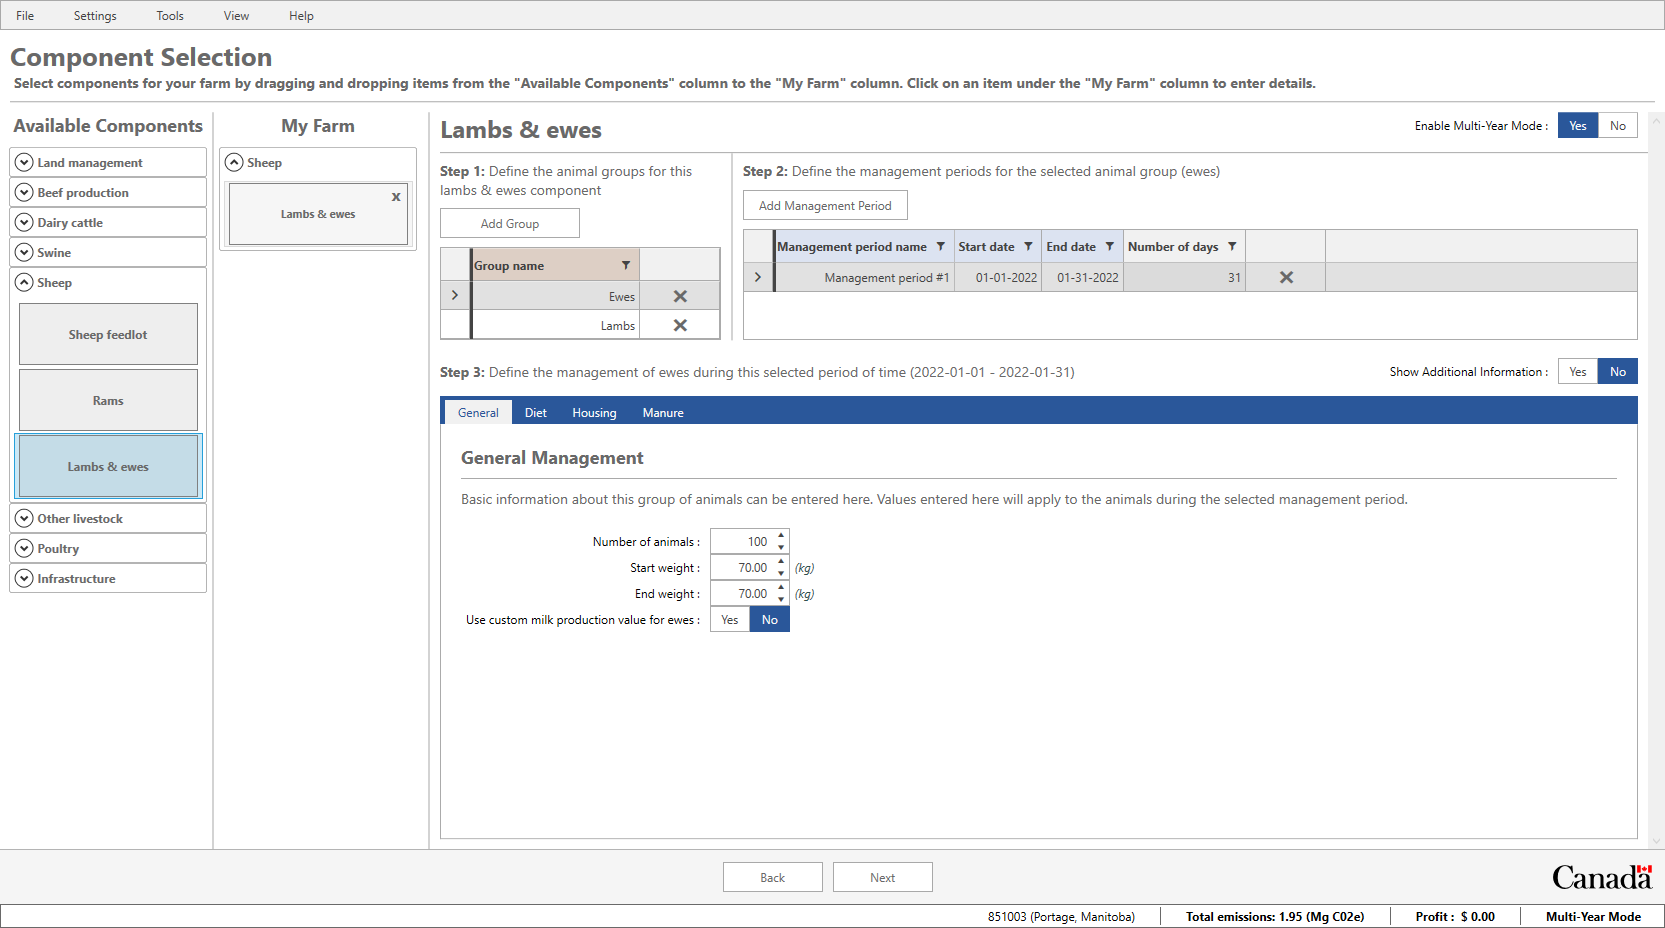 File Settings Tools View Help
Component Selection
Select components for your farm by dragging and dropping items from the "Available Components" column to the "My Farm" column. Click on an item under the "My Farm" column to enter details.
Available Components
Land management
Beef production
Dairy cattle
Swine
Sheep
Sheep feedlot
Rams
Lambs & ewes
Other livestock
Poultry
Infrastructure
My Farm
Sheep
Lambs & ewes x
Lambs & ewes
Enable Multi-Year Mode : Yes No
Step 1: Define the animal groups for this
lambs & ewes component
Add Group
Group name
Ewes
Lambs
Step 2: Define the management periods for the selected animal group (ewes)
Add Management Period
Management period name Start date End date Number of days
Management period #1 01-01-2022 01-31-2022 31
Step 3: Define the management of ewes during this selected period of time (2022-01-01 - 2022-01-31)
Show Additional Information : Yes No
General Diet Housing Manure
General Management
Basic information about this group of animals can be entered here. Values entered here will apply to the animals during the selected management period.
Number of animals : 100
Start weight : 70.00 (kg)
End weight : 70.00 (kg)
Use custom milk production value for ewes : Yes No
Back Next
Canada
851003 (Portage, Manitoba) Total emissions: 1.95 (Mg C02e) Profit : $ 0.00 Multi-Year Mode